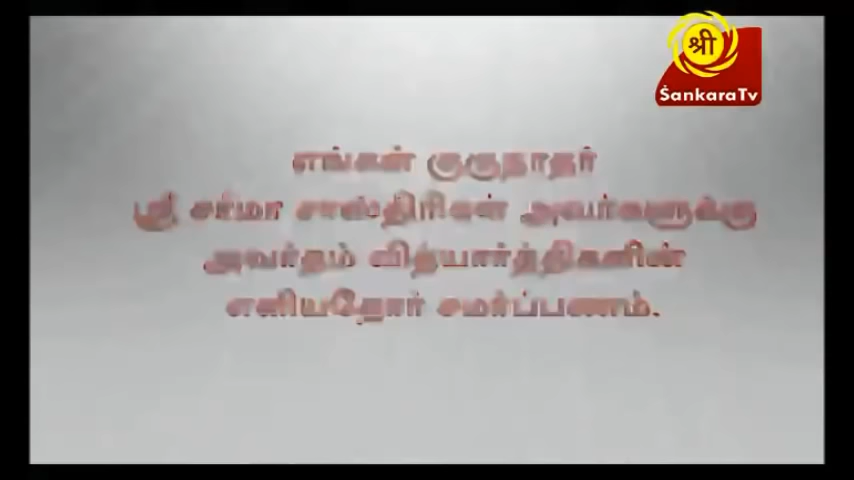 ஸ்ரீ
SankaraTv
எங்கள் குருநாதர்
ஸ்ரீ சர்மா சாஸ்திரிகள் அவர்களுக்கு
அவர்தம் வித்யார்த்திகளின்
எளியதோர் சமர்ப்பணம்.